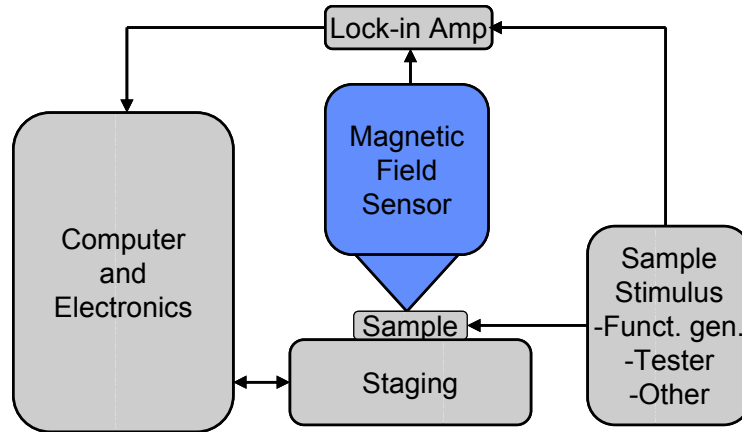 Lock-in Amp
Magnetic
Field
Sensor
Computer
and
Electronics
Sample
Stimulus
-Funct. gen.
-Tester
-Other
Sample
Staging